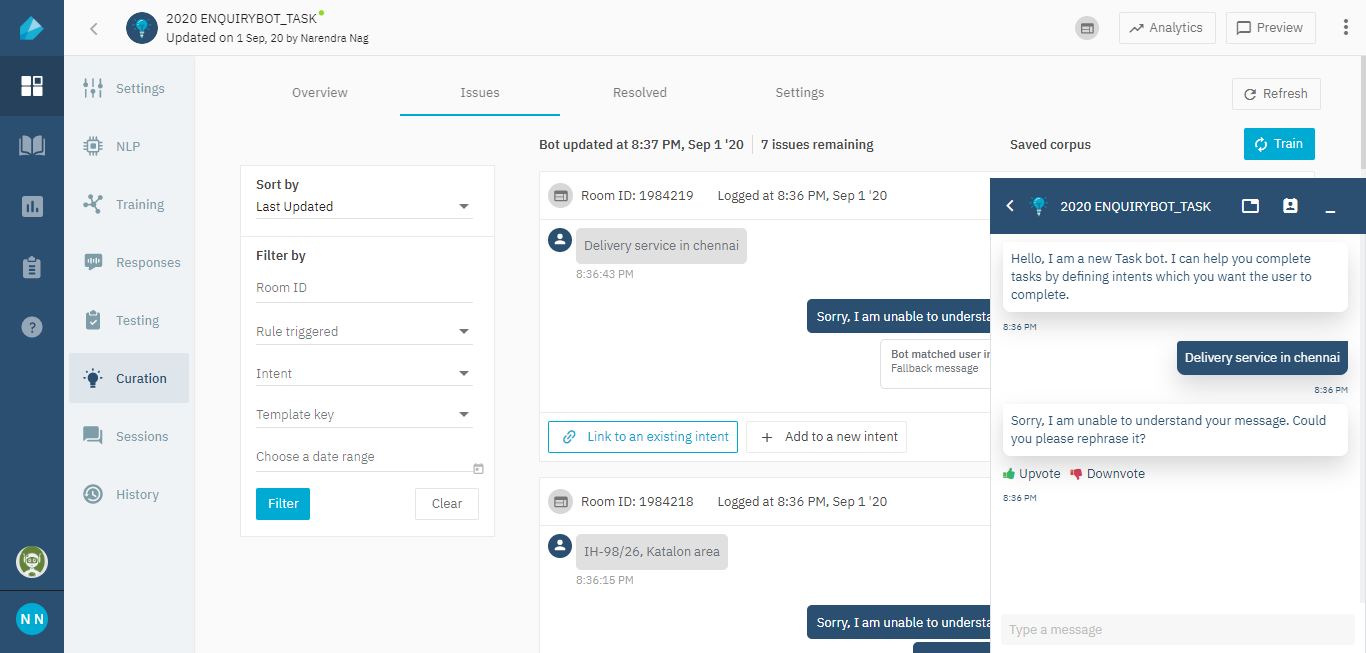 2020 ENQUIRYBOT_TASK
Updated on 1 Sep, 20 by Narendra Nag
Analytics
Preview
Settings
NLP
Training
Responses
Testing
Curation
Sessions
History
N N
Overview
Issues
Resolved
Settings
Refresh
Bot updated at 8:37 PM, Sep 1 '20
7 issues remaining
Saved corpus
Train
Sort by
Last Updated
Filter by
Room ID
Rule triggered
Intent
Template key
Choose a date range
Filter
Clear
Room ID: 1984219
Logged at 8:36 PM, Sep 1 '20
Delivery service in chennai
8:36:43 PM
Sorry, I am unable to understa
Bot matched user in
Fallback message
Link to an existing intent
Add to a new intent
Room ID: 1984218
Logged at 8:36 PM, Sep 1 '20
IH-98/26, Katalon area
8:36:15 PM
Sorry, I am unable to understa
2020 ENQUIRYBOT_TASK
Hello, I am a new Task bot. I can help you complete
tasks by defining intents which you want the user to
complete.
8:36 PM
Delivery service in chennai
8:36 PM
Sorry, I am unable to understand your message. Could
you please rephrase it?
Upvote
Downvote
8:36 PM
Type a message